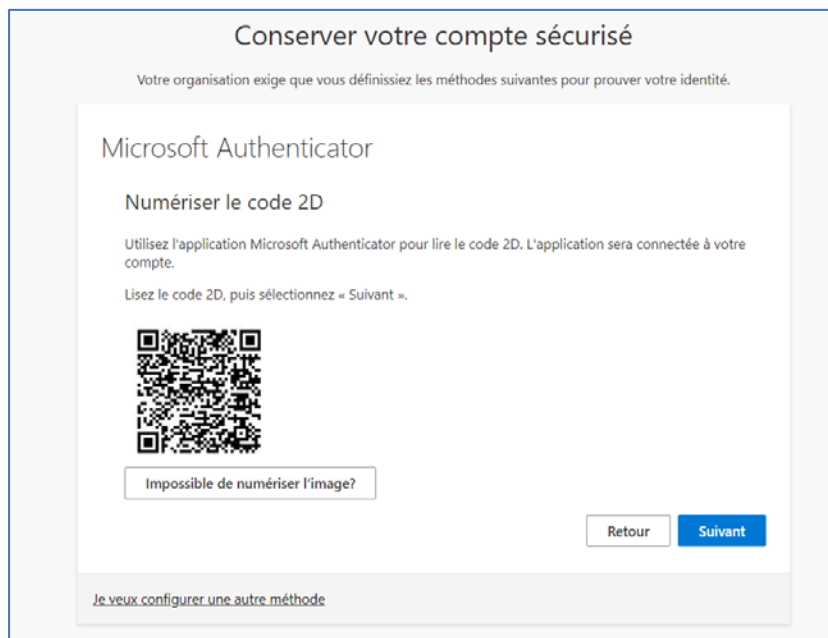 Conserver votre compte sécurisé
Votre organisation exige que vous définissiez les méthodes suivantes pour prouver votre identité.
Microsoft Authenticator
Numériser le code 2D
Utilisez l'application Microsoft Authenticator pour lire le code 2D. L'application sera connectée à votre
compte.
Lisez le code 2D, puis sélectionnez « Suivant ».
Impossible de numériser l'image?
Retour
Suivant
Je veux configurer une autre méthode